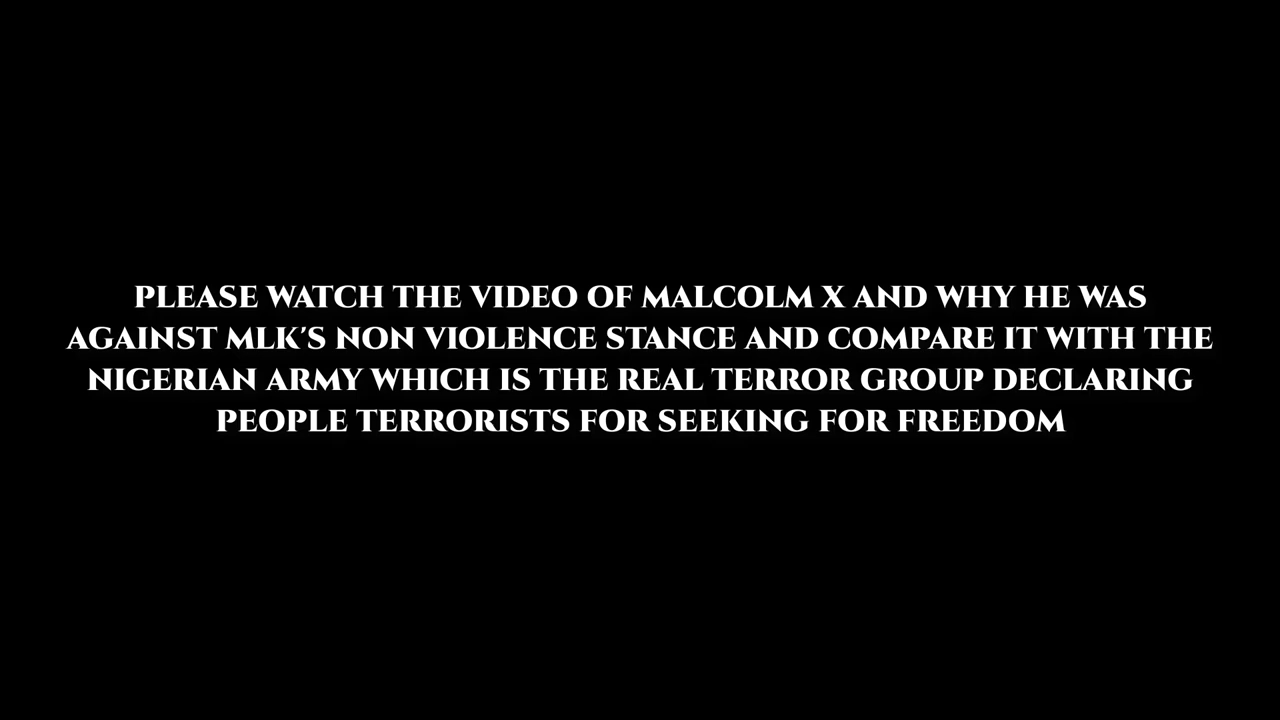 PLEASE WATCH THE VIDEO OF MALCOLM X AND WHY HE WAS
AGAINST MLK'S NON VIOLENCE STANCE AND COMPARE IT WITH THE
NIGERIAN ARMY WHICH IS THE REAL TERROR GROUP DECLARING
PEOPLE TERRORISTS FOR SEEKING FOR FREEDOM